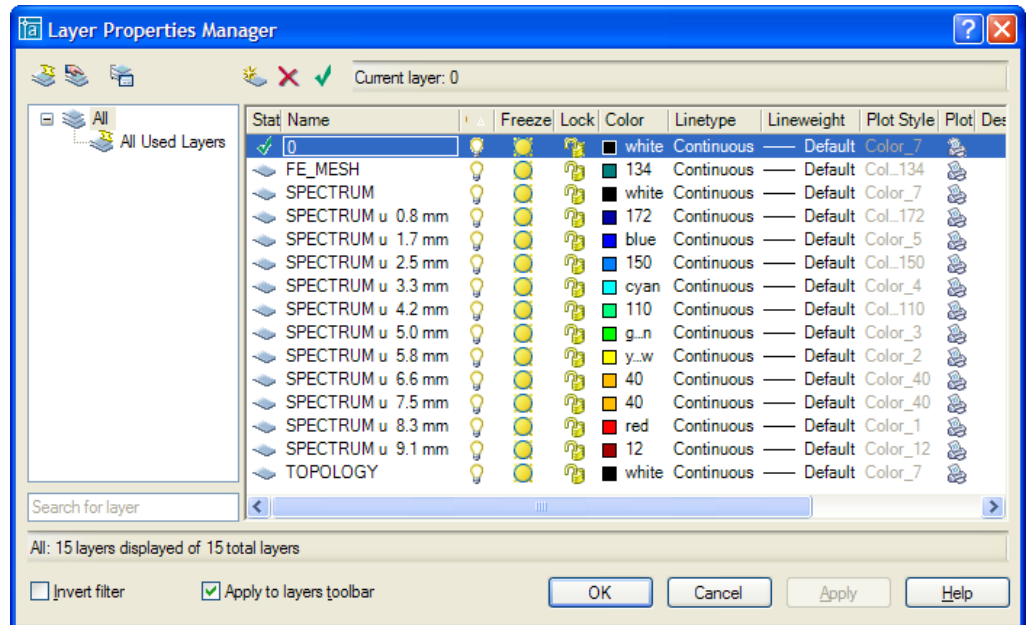 Layer Properties Manager
Current layer: 0
All
All Used Layers
Stat Name Freeze Lock Color Linetype Lineweight Plot Style Plot Des
0 white Continuous Default Color_7
FE_MESH 134 Continuous Default Col...134
SPECTRUM white Continuous Default Color_7
SPECTRUM u 0.8 mm 172 Continuous Default Col...172
SPECTRUM u 1.7 mm blue Continuous Default Color_5
SPECTRUM u 2.5 mm 150 Continuous Default Col...150
SPECTRUM u 3.3 mm cyan Continuous Default Color_4
SPECTRUM u 4.2 mm 110 Continuous Default Col...110
SPECTRUM u 5.0 mm g...n Continuous Default Color_3
SPECTRUM u 5.8 mm y...w Continuous Default Color_2
SPECTRUM u 6.6 mm 40 Continuous Default Color_40
SPECTRUM u 7.5 mm 40 Continuous Default Color_40
SPECTRUM u 8.3 mm red Continuous Default Color_1
SPECTRUM u 9.1 mm 12 Continuous Default Color_12
TOPOLOGY white Continuous Default Color_7
Search for layer
All: 15 layers displayed of 15 total layers
Invert filter
Apply to layers toolbar
OK Cancel Apply Help